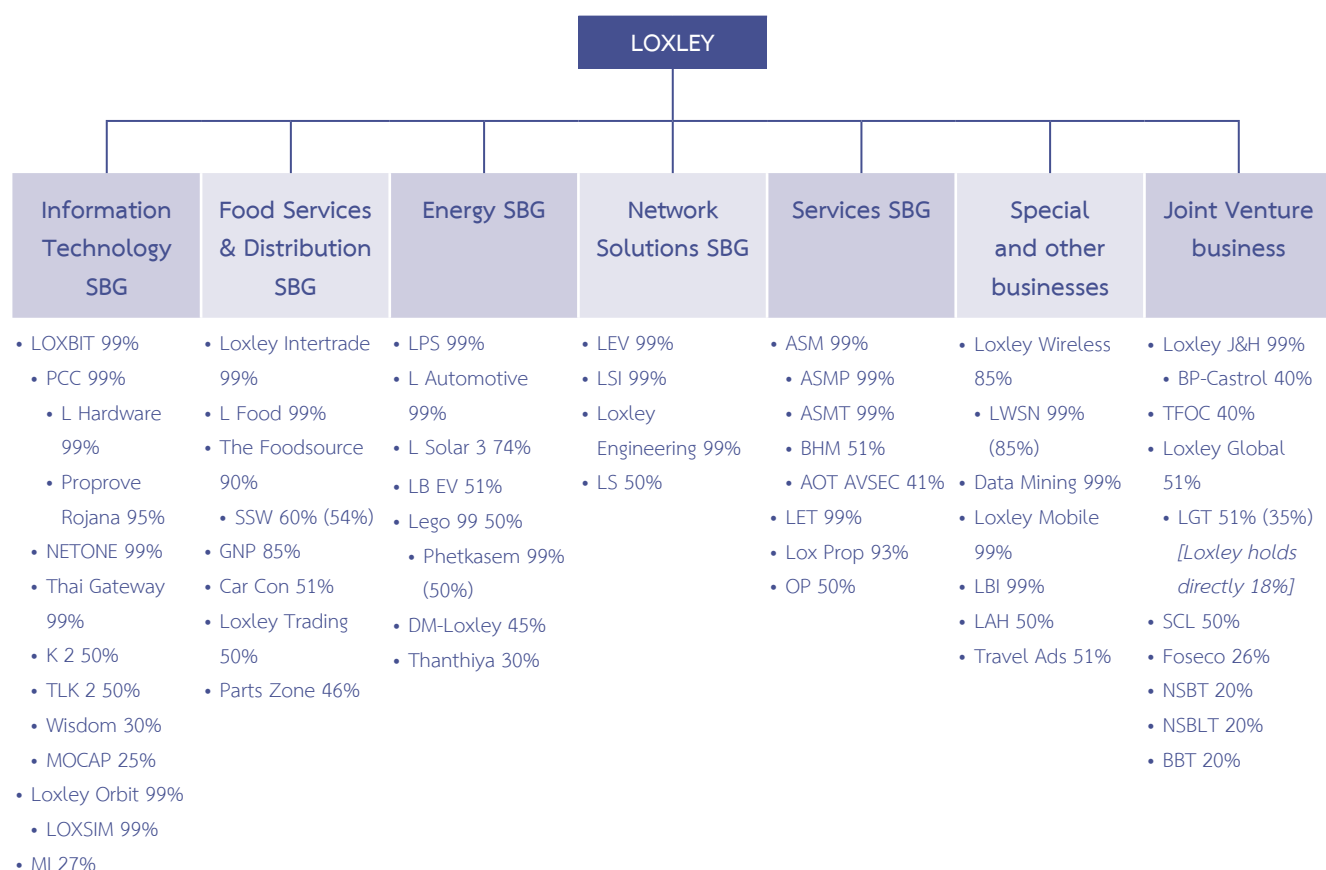 LOXLEY
Information
Technology
SBG
Food Services
& Distribution
SBG
Energy SBG
Network
Solutions SBG
Services SBG
Special
and other
businesses
Joint Venture
business
• LOXBIT 99%
• PCC 99%
• L Hardware
99%
• Proprove
Rojana 95%
• NETONE 99%
• Thai Gateway
99%
• K 2 50%
• TLK 2 50%
• Wisdom 30%
• MOCAP 25%
• Loxley Orbit 99%
• LOXSIM 99%
• MI 27%
• Loxley Intertrade
99%
• L Food 99%
• The Foodsource
90%
• SSW 60% (54%)
• GNP 85%
• Car Con 51%
• Loxley Trading
50%
• Parts Zone 46%
• LPS 99%
• L Automotive
99%
• L Solar 3 74%
• LB EV 51%
• Lego 99 50%
• Phetkasem 99%
(50%)
• DM-Loxley 45%
• Thanthiya 30%
• LEV 99%
• LSI 99%
• Loxley
Engineering 99%
• LS 50%
• ASM 99%
• ASMP 99%
• ASMT 99%
• BHM 51%
• AOT AVSEC 41%
• LET 99%
• Lox Prop 93%
• OP 50%
• Loxley Wireless
85%
• LWSN 99%
(85%)
• Data Mining 99%
• Loxley Mobile
99%
• LBI 99%
• LAH 50%
• Travel Ads 51%
• Loxley J&H 99%
• BP-Castrol 40%
• TFOC 40%
• Loxley Global
51%
• LGT 51% (35%)
[Loxley holds
directly 18%]
• SCL 50%
• Foseco 26%
• NSBT 20%
• NSBLT 20%
• BBT 20%